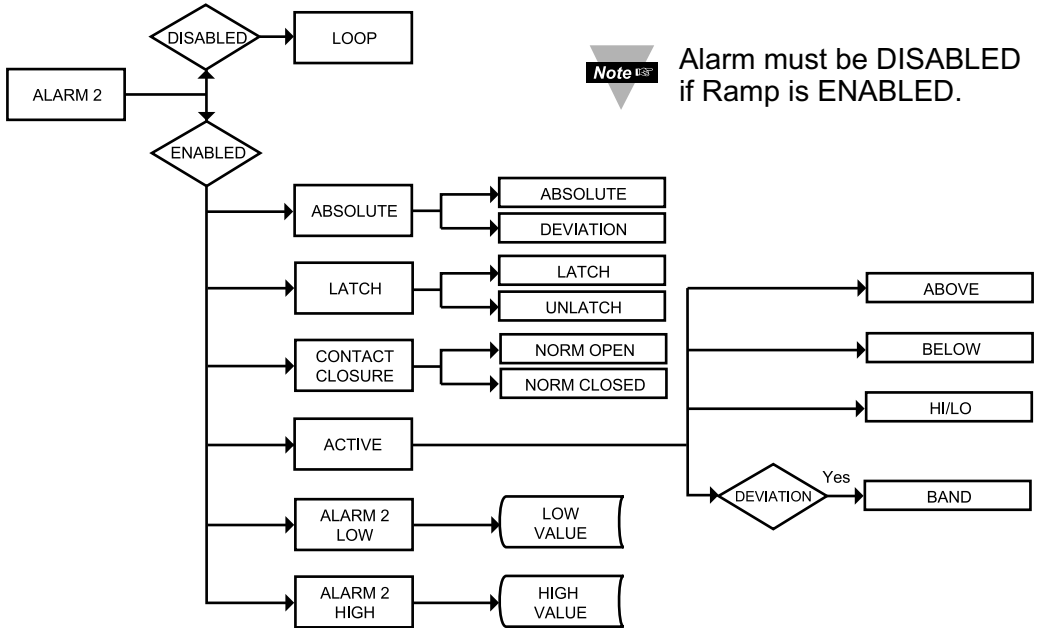 DISABLED
LOOP
Note
Alarm must be DISABLED
if Ramp is ENABLED.
ALARM 2
ENABLED
ABSOLUTE
ABSOLUTE
DEVIATION
LATCH
LATCH
UNLATCH
CONTACT
CLOSURE
NORM OPEN
NORM CLOSED
ACTIVE
ABOVE
BELOW
HI/LO
DEVIATION
Yes
BAND
ALARM 2
LOW
LOW
VALUE
ALARM 2
HIGH
HIGH
VALUE